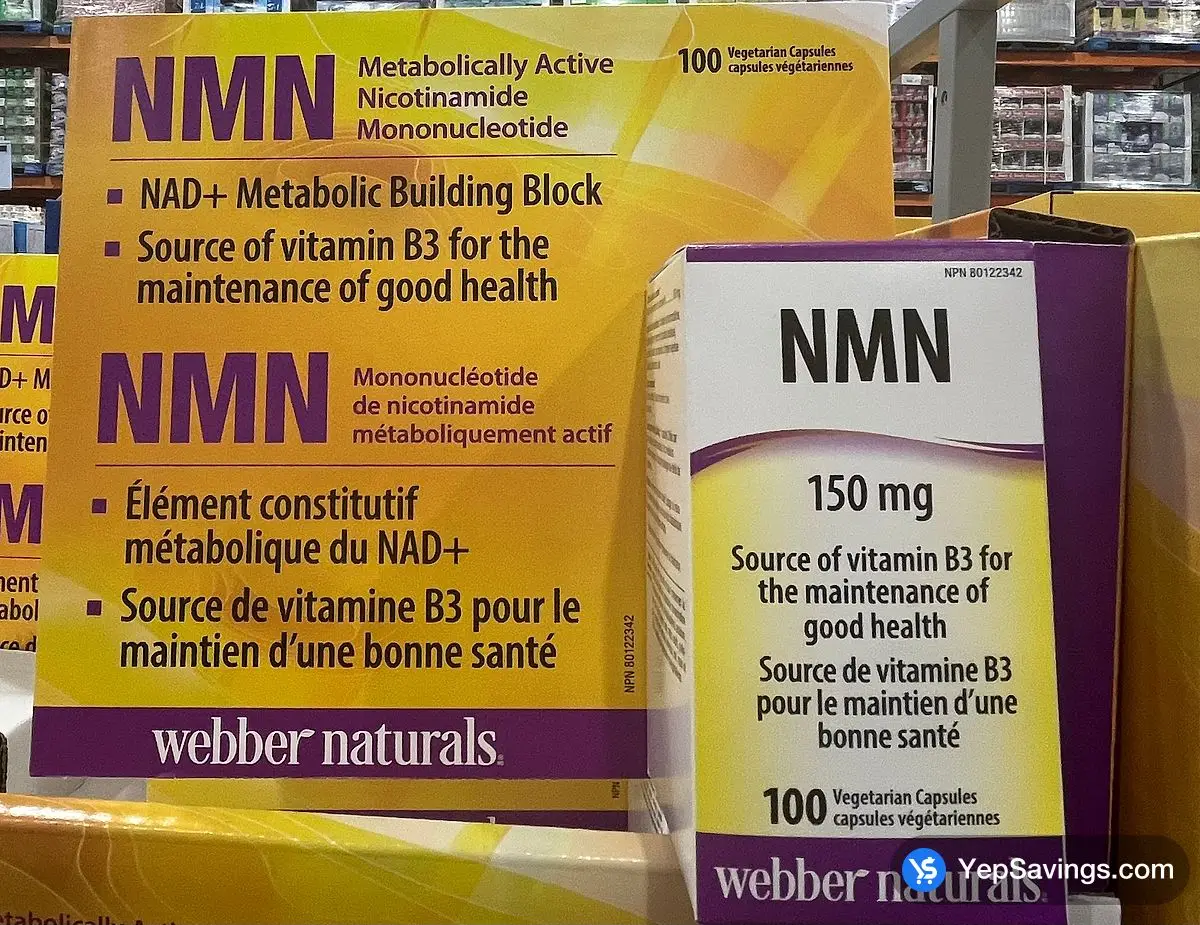 NMN
Metabolically Active
Nicotinamide
Mononucleotide
100 Vegetarian Capsules
capsules végétariennes
▪ NAD+ Metabolic Building Block
▪ Source of vitamin B3 for the
maintenance of good health
NMN
Mononucléotide
de nicotinamide
métaboliquement actif
▪ Élément constitutif
métabolique du NAD+
▪ Source de vitamine B3 pour le
maintien d'une bonne santé
NPN 80122342
webber naturals
NPN 80122342
NMN
150 mg
Source of vitamin B3 for
the maintenance of
good health
Source de vitamine B3
pour le maintien d'une
bonne santé
100 Vegetarian Capsules
capsules végétariennes
webber naturals
YepSavings.com